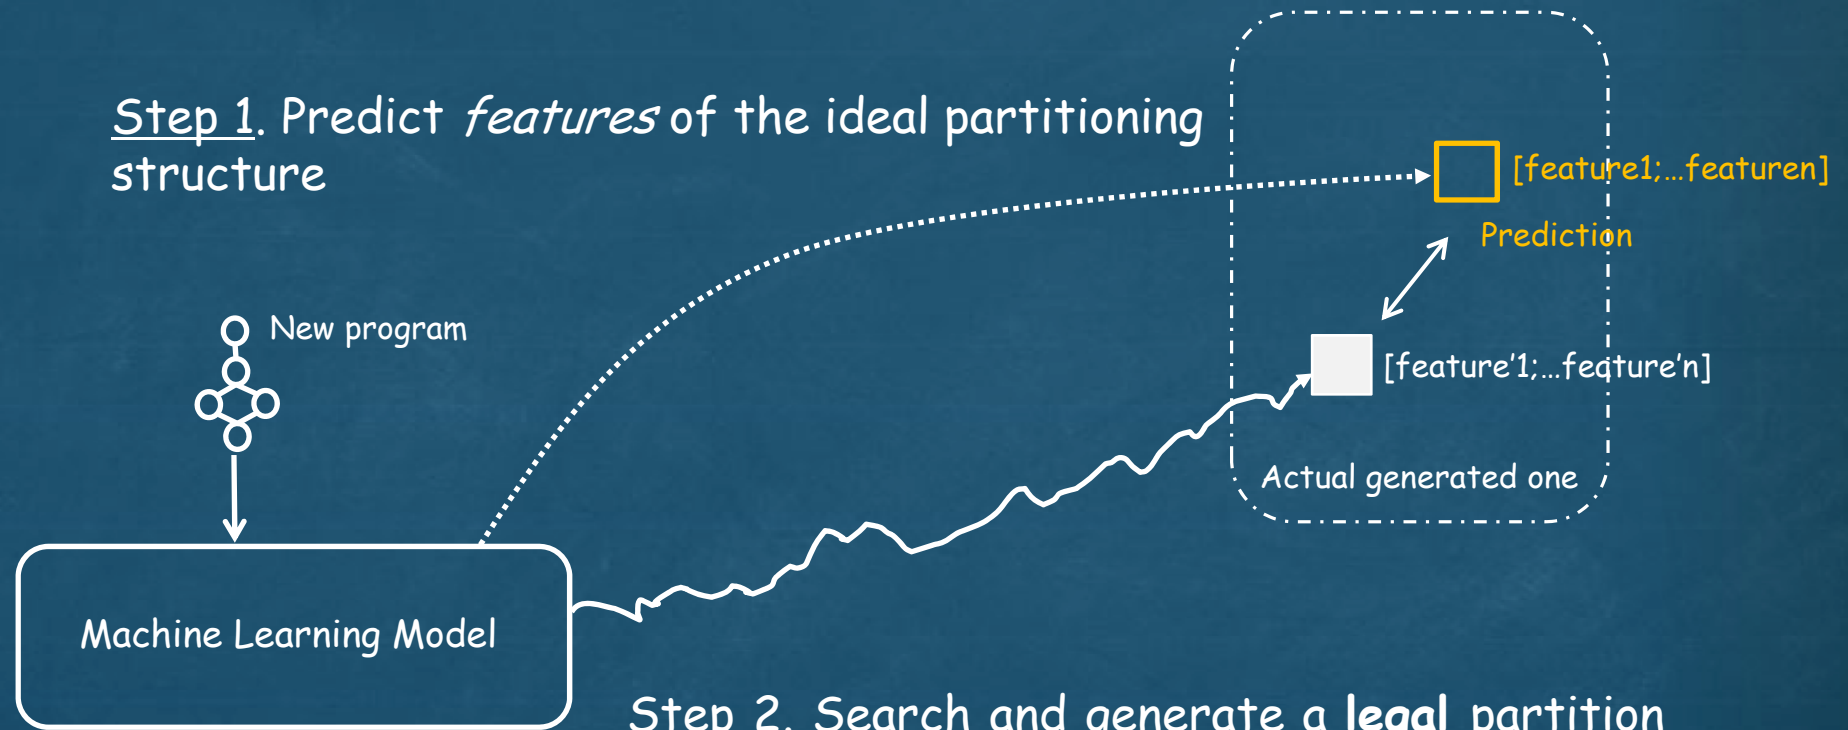 Step 1. Predict features of the ideal partitioning
structure
[feature1;...featuren]
Prediction
New program
[feature'1;...feature'n]
Actual generated one
Machine Learning Model
Step 2. Search and generate a legal partition